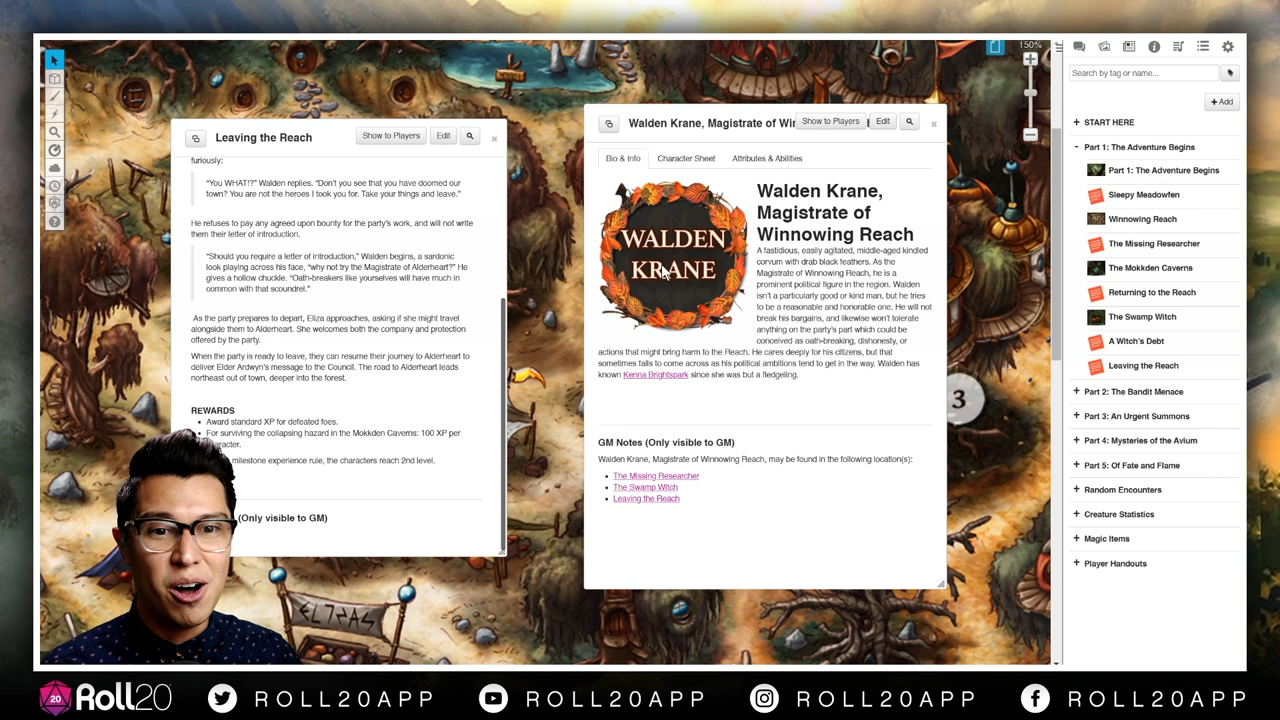 150%
Search by tag or name...
+ Add
+ START HERE
- Part 1: The Adventure Begins
Part 1: The Adventure Begins
Sleepy Meadowfen
Winnowing Reach
The Missing Researcher
The Mokkden Caverns
Returning to the Reach
The Swamp Witch
A Witch's Debt
Leaving the Reach
+ Part 2: The Bandit Menace
+ Part 3: An Urgent Summons
+ Part 4: Mysteries of the Avium
+ Part 5: Of Fate and Flame
+ Random Encounters
+ Creature Statistics
+ Magic Items
+ Player Handouts
Leaving the Reach
Show to Players
Edit
furiously:
“You WHAT!?” Walden replies. “Don't you see that you have doomed our
town? You are not the heroes I took you for. Take your things and leave.”
He refuses to pay any agreed upon bounty for the party's work, and will not write
them their letter of introduction.
“Should you require a letter of introduction,” Walden begins, a sardonic
look playing across his face, “why not try the Magistrate of Alderheart?” He
gives a hollow chuckle. “Oath-breakers like yourselves will have much in
common with that scoundrel.”
As the party prepares to depart, Eliza approaches, asking if she might travel
alongside them to Alderheart. She welcomes both the company and protection
offered by the party.
When the party is ready to leave, they can resume their journey to Alderheart to
deliver Elder Ardwyn's message to the Council. The road to Alderheart leads
northeast out of town, deeper into the forest.
REWARDS
• Award standard XP for defeated foes.
• For surviving the collapsing hazard in the Mokkden Caverns: 100 XP per
milestone experience rule, the characters reach 2nd level.
(Only visible to GM)
Walden Krane, Magistrate of
Show to Players
Edit
Bio & Info
Character Sheet
Attributes & Abilities
WALDEN
KRANE
Walden Krane,
Magistrate of
Winnowing Reach
A fastidious, easily agitated, middle-aged kindled
corvum with drab black feathers. As the
Magistrate of Winnowing Reach, he is a
prominent political figure in the region. Walden
isn't a particularly good or kind man, but he tries
to be a reasonable and honorable one. He will not
break his bargains, and likewise won't tolerate
anything on the party's part which could be
conceived as oath-breaking, dishonesty, or
actions that might bring harm to the Reach. He cares deeply for his citizens, but that
sometimes fails to come across as his political ambitions tend to get in the way. Walden has
known Kenna Brightspark since she was but a fledgeling.
GM Notes (Only visible to GM)
Walden Krane, Magistrate of Winnowing Reach, may be found in the following location(s):
• The Missing Researcher
• The Swamp Witch
• Leaving the Reach
3
20
Roll20
ROLL20APP
ROLL20APP
ROLL20APP
ROLL20APP